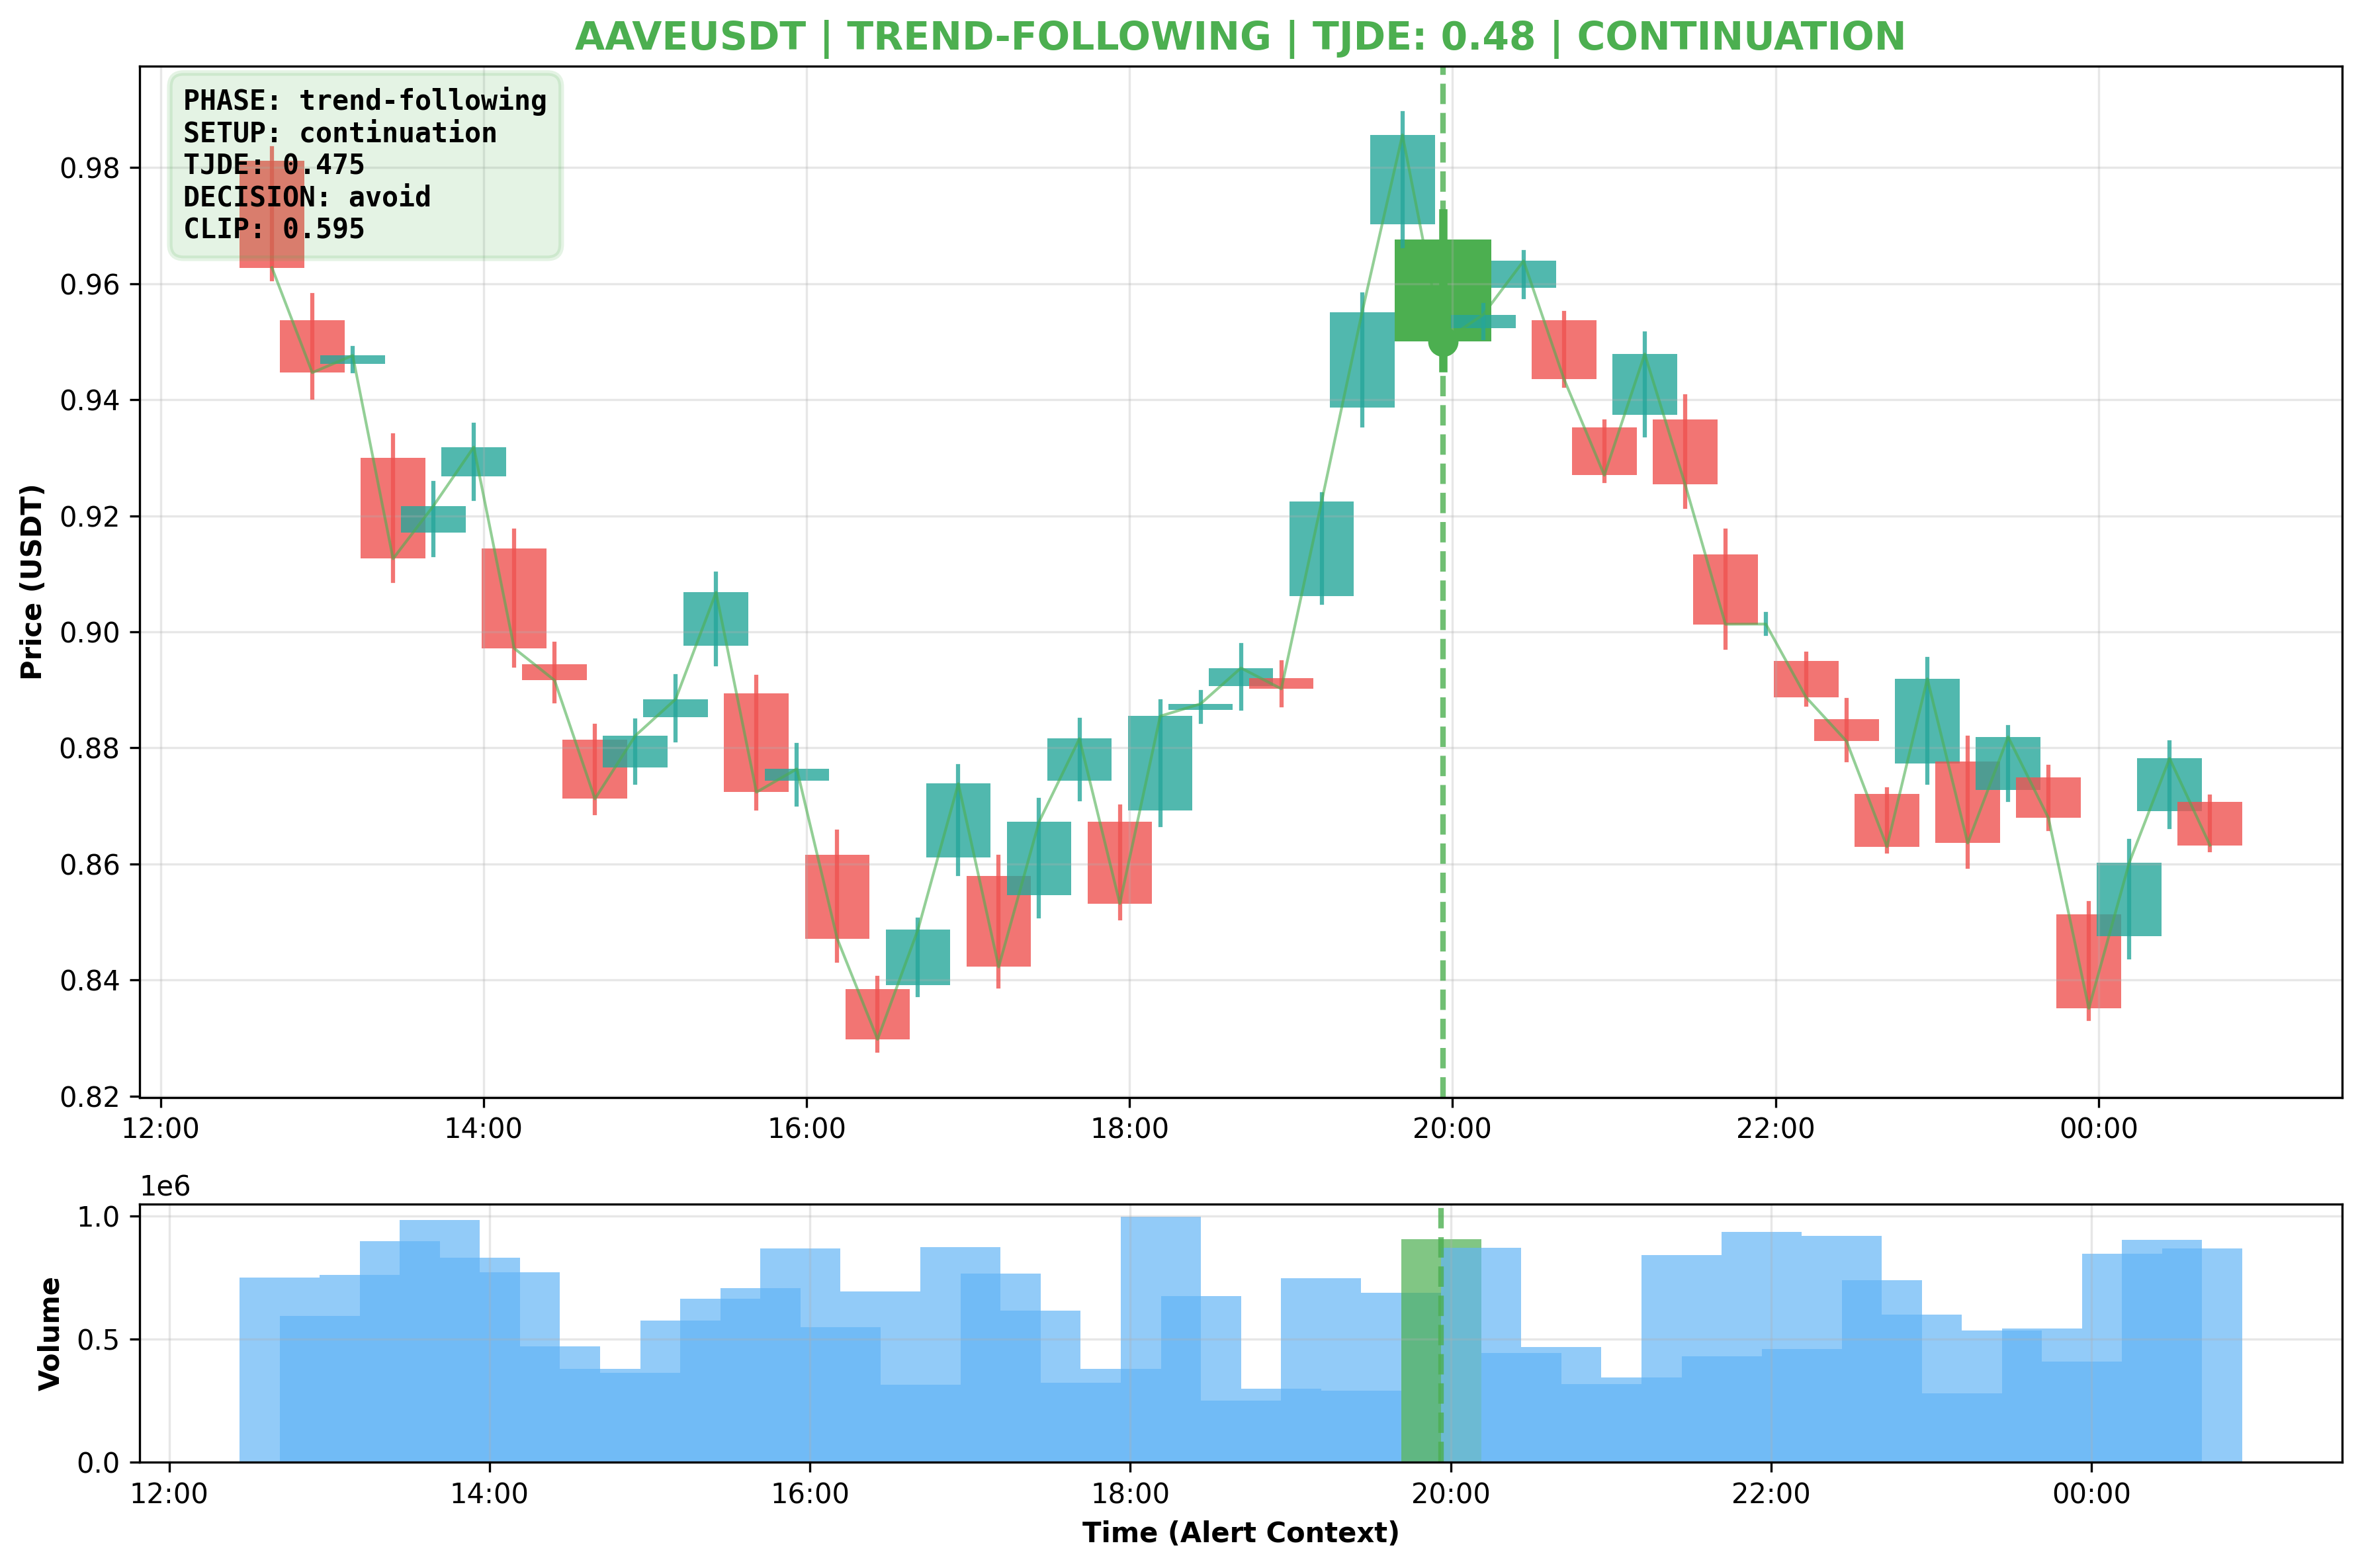 AAVEUSDT | TREND-FOLLOWING | TJDE: 0.48 | CONTINUATION
PHASE: trend-following
SETUP: continuation
TJDE: 0.475
DECISION: avoid
CLIP: 0.595
Price (USDT)
0.98
0.96
0.94
0.92
0.90
0.88
0.86
0.84
0.82
12:00 14:00 16:00 18:00 20:00 22:00 00:00
1e6
Volume
1.0
0.5
0.0
12:00 14:00 16:00 18:00 20:00 22:00 00:00
Time (Alert Context)